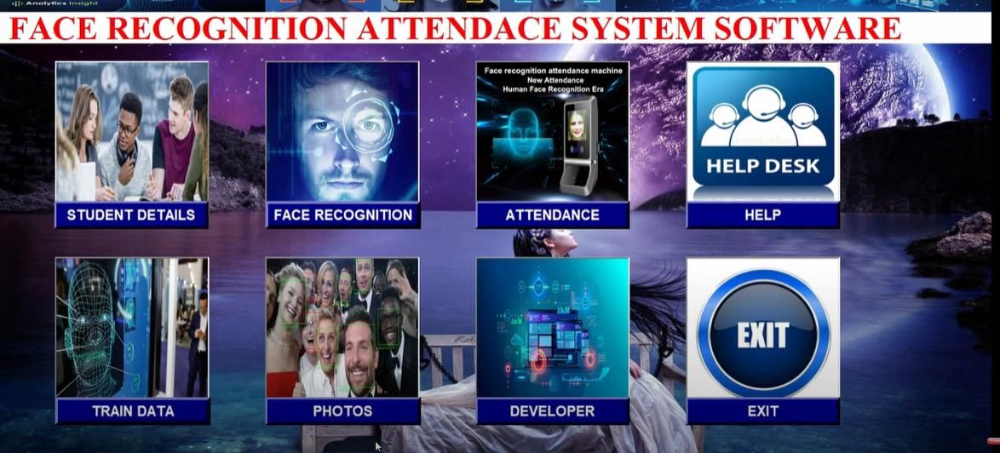 Analytics Insight
FACE RECOGNITION ATTENDACE SYSTEM SOFTWARE
Face recognition attendance machine
New Attendance
Human Face Recognition Era
HELP DESK
STUDENT DETAILS
FACE RECOGNITION
ATTENDANCE
HELP
EXIT
TRAIN DATA
PHOTOS
DEVELOPER
EXIT